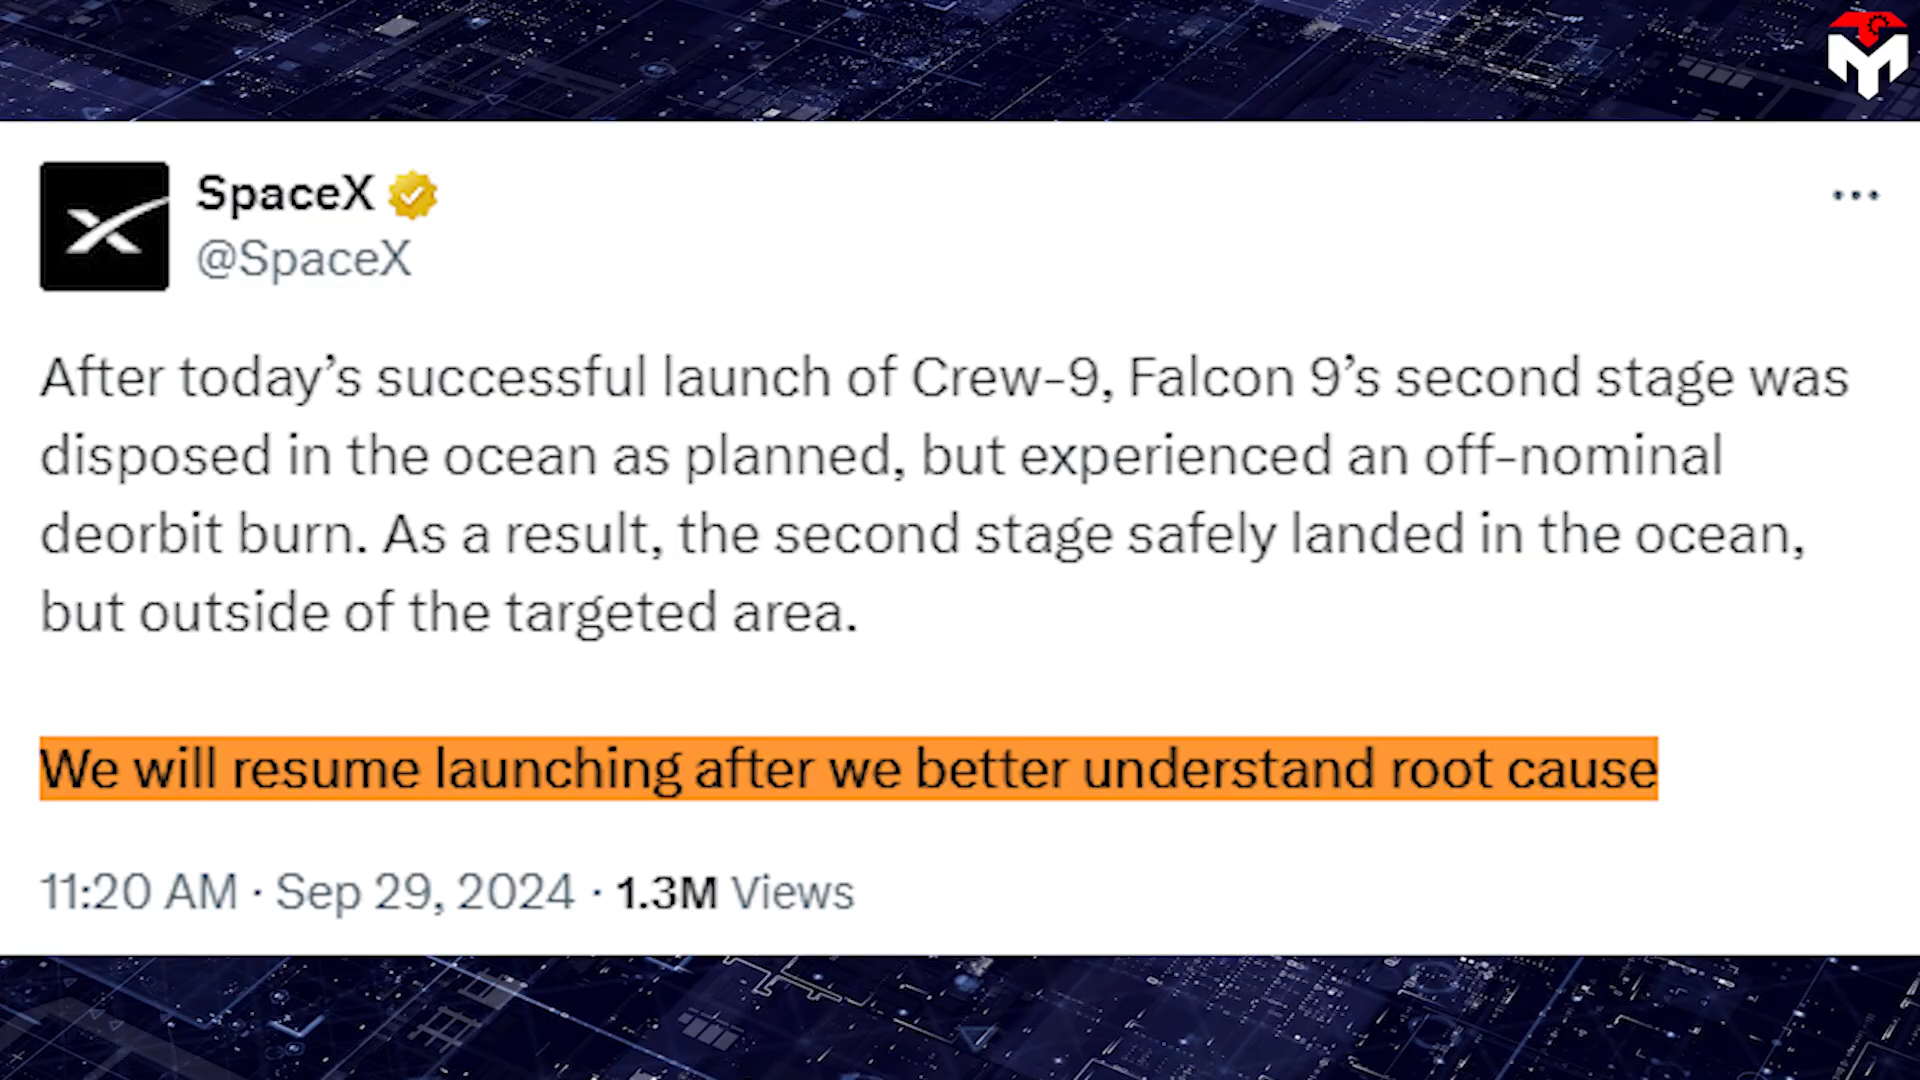 SpaceX
@SpaceX
After today’s successful launch of Crew-9, Falcon 9’s second stage was
disposed in the ocean as planned, but experienced an off-nominal
deorbit burn. As a result, the second stage safely landed in the ocean,
but outside of the targeted area.
We will resume launching after we better understand root cause
11:20 AM · Sep 29, 2024 · 1.3M Views